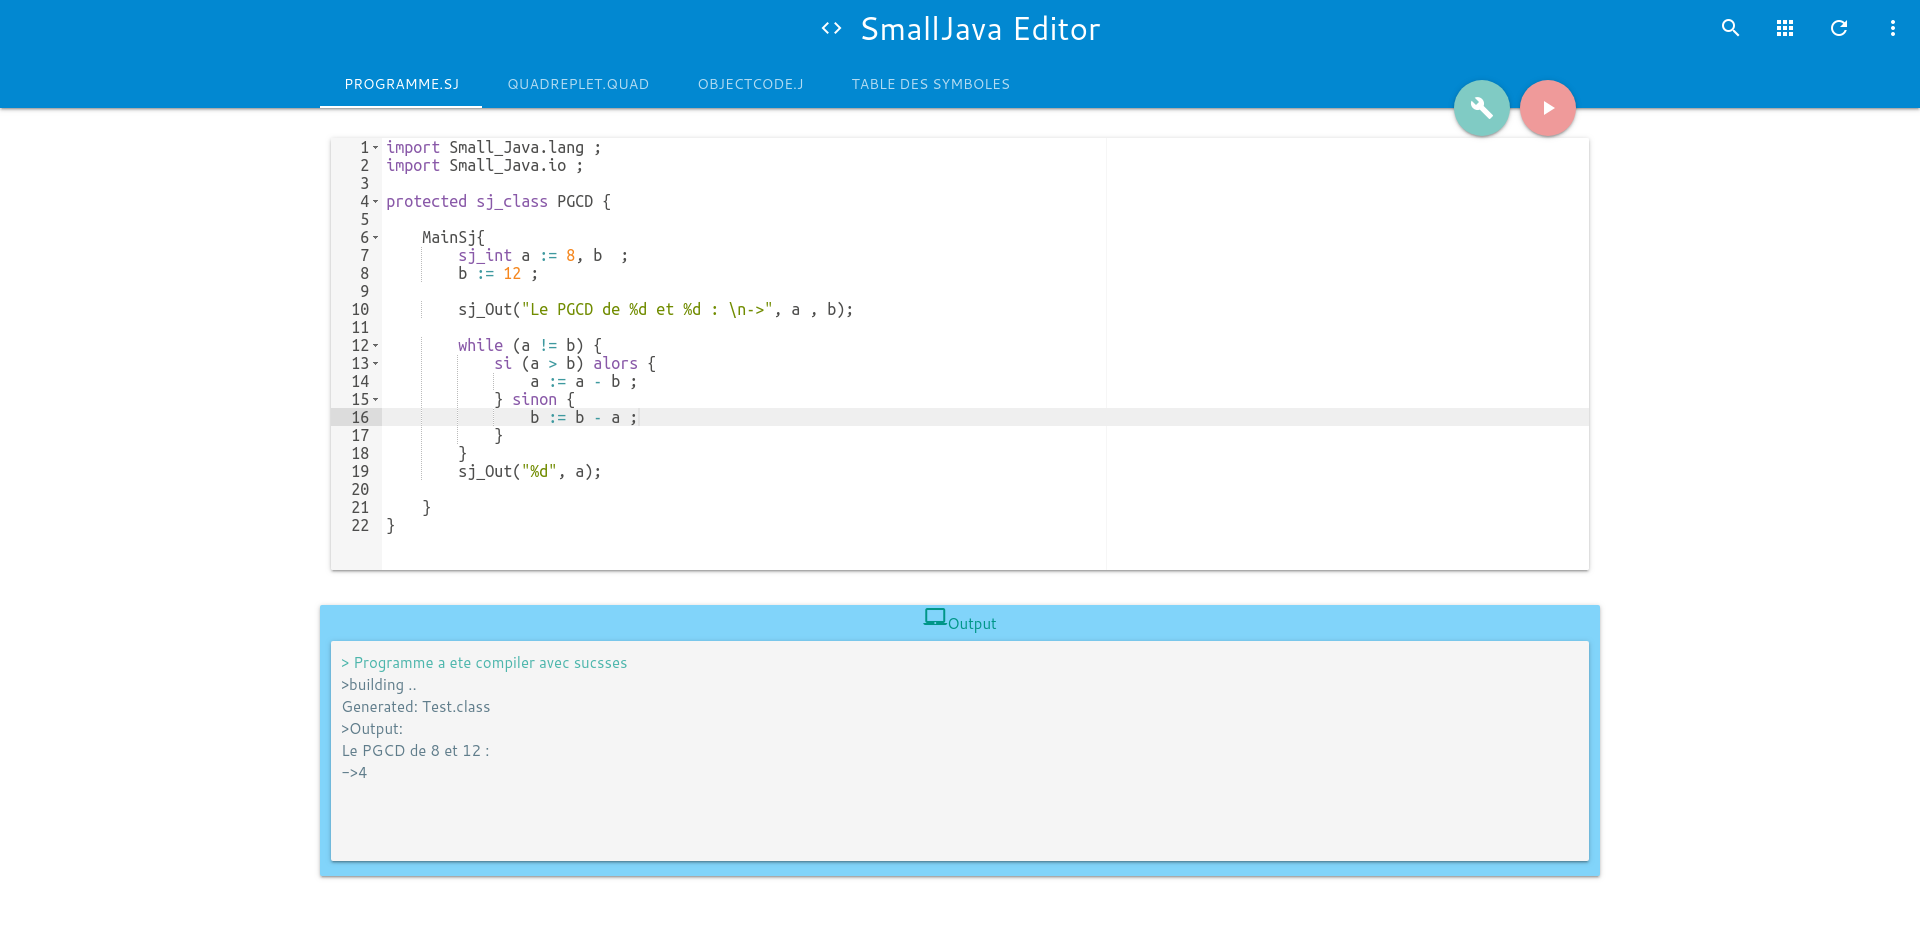 SmallJava Editor
PROGRAMME.SJ QUADREPLET.QUAD OBJECTCODE.J TABLE DES SYMBOLES
1 import Small_Java.lang ;
2 import Small_Java.io ;
3
4 protected sj_class PGCD {
5
6     MainSj{
7         sj_int a := 8, b  ;
8         b := 12 ;
9
10         sj_Out("Le PGCD de %d et %d : \n->", a , b);
11
12         while (a != b) {
13             si (a > b) alors {
14                 a := a - b ;
15             } sinon {
16                 b := b - a ;
17             }
18         }
19         sj_Out("%d", a);
20
21     }
22 }
Output
> Programme a ete compiler avec sucsses
>building ..
Generated: Test.class
>Output:
Le PGCD de 8 et 12 :
->4